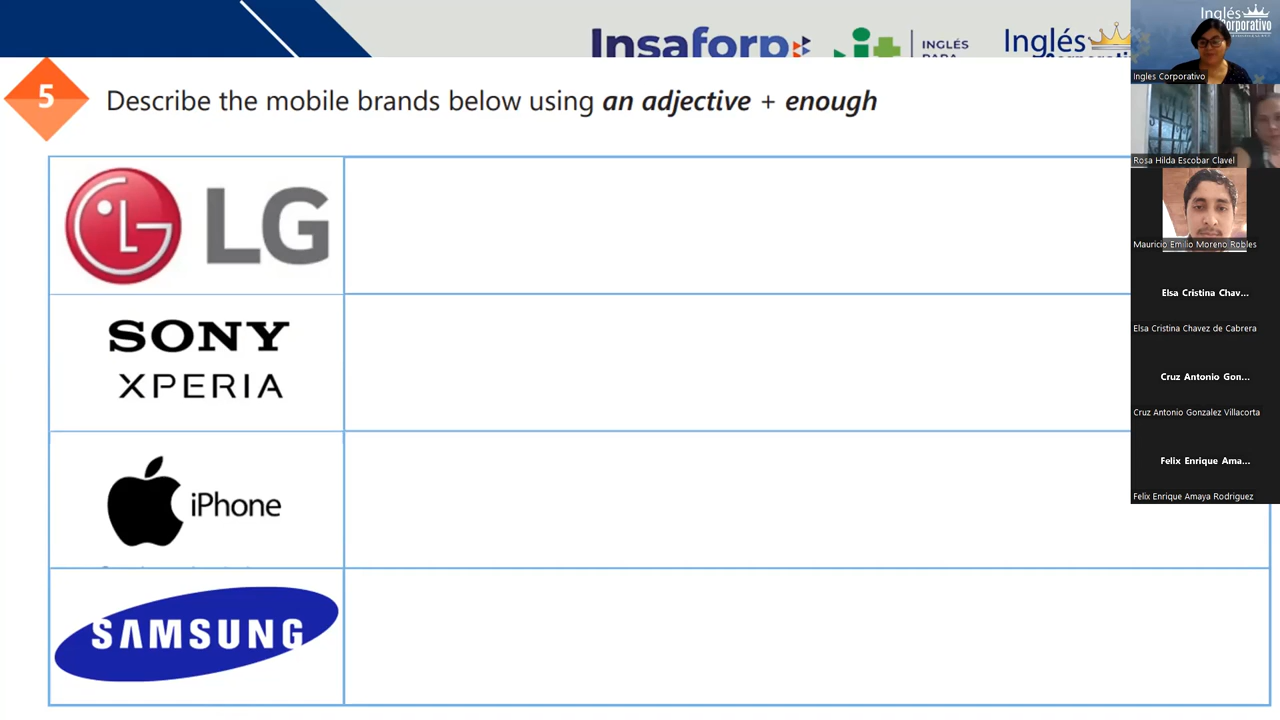 Insaforp
INGLÉS
Inglés
5
Describe the mobile brands below using an adjective + enough
LG
SONY
XPERIA
iPhone
SAMSUNG
Inglés
Corporativo
Ingles Corporativo
Rosa Hilda Escobar Clavel
Mauricio Emilio Moreno Robles
Elsa Cristina Chav...
Elsa Cristina Chavez de Cabrera
Cruz Antonio Gon...
Cruz Antonio Gonzalez Villacorta
Felix Enrique Ama...
Felix Enrique Amaya Rodriguez